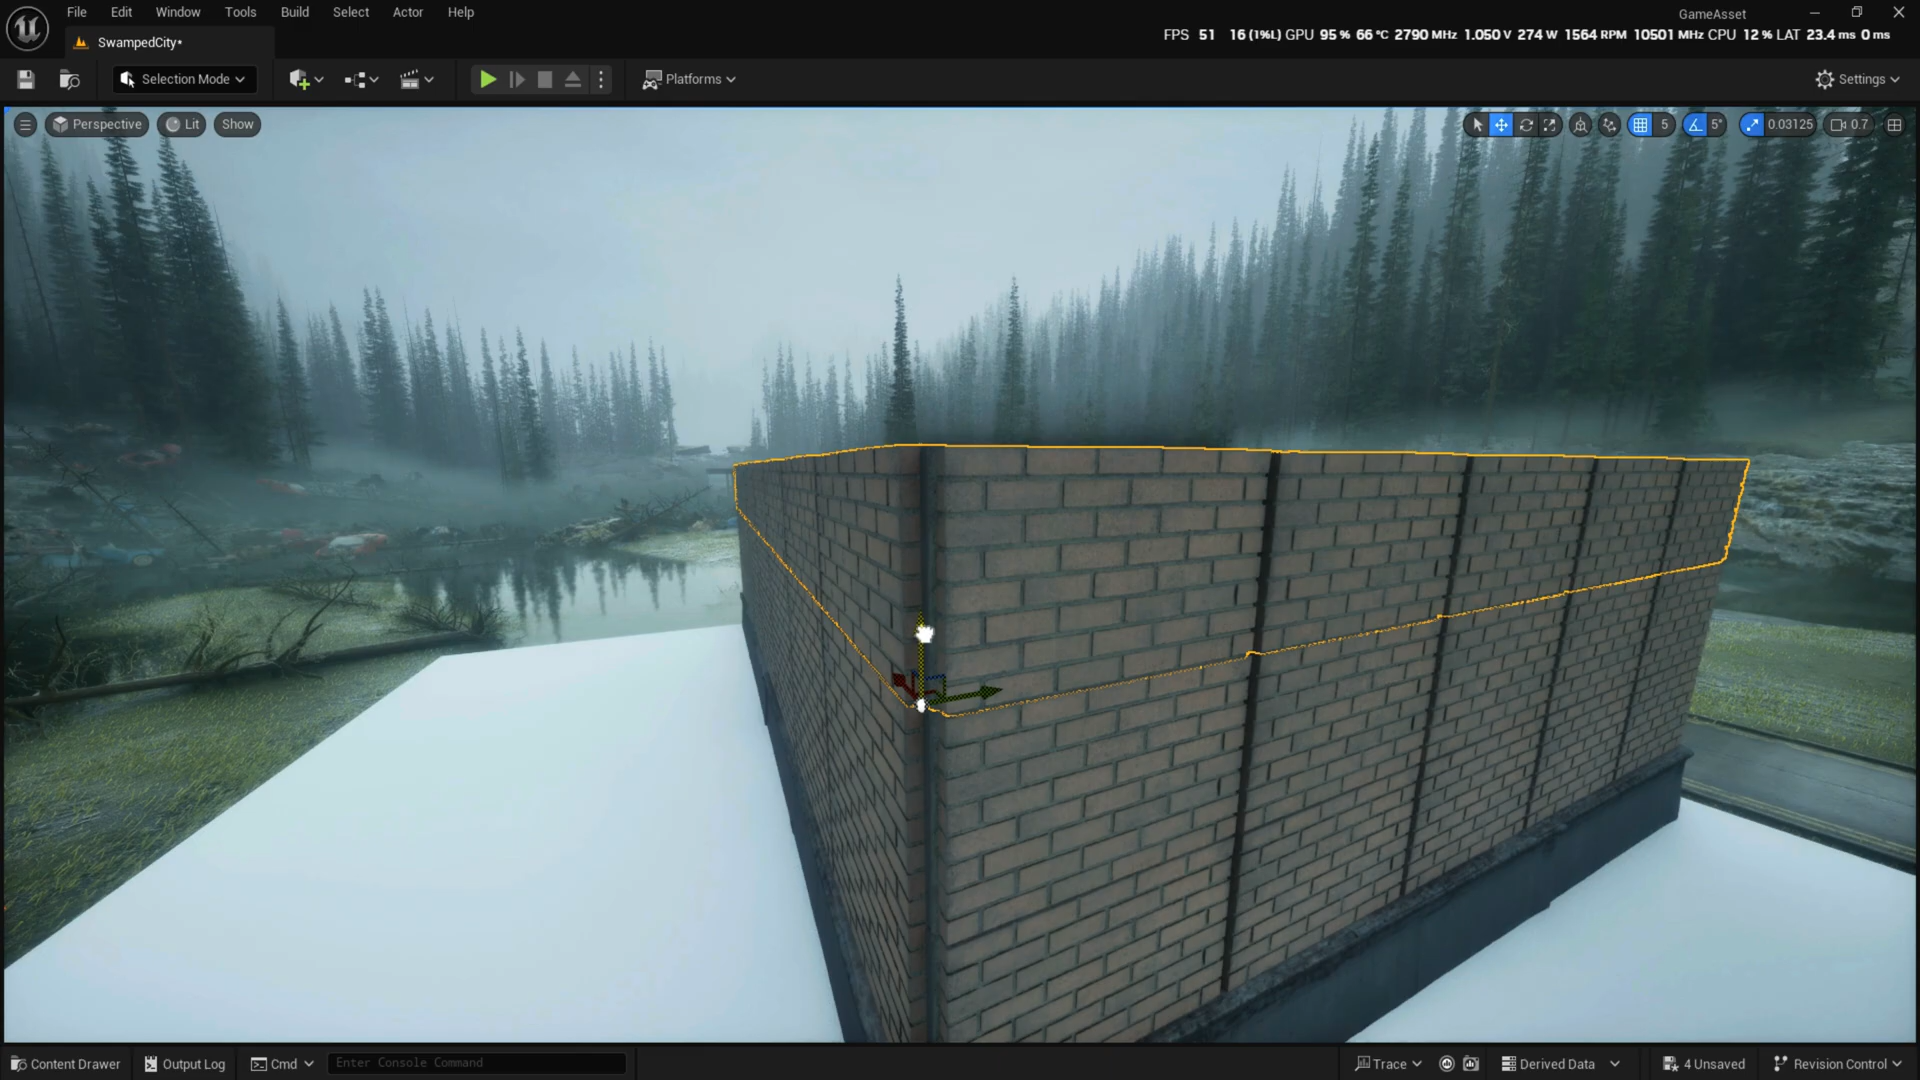 File Edit Window Tools Build Select Actor Help
GameAsset
SwampedCity*
FPS 51 16 (1%L) GPU 95 % 66 °C 2790 MHz 1.050 V 274 W 1564 RPM 10501 MHz CPU 12 % LAT 23.4 ms 0 ms
Selection Mode
Platforms
Settings
Perspective Lit Show
5 5° 0.03125 0.7
Content Drawer Output Log Cmd Enter Console Command Trace Derived Data 4 Unsaved Revision Control